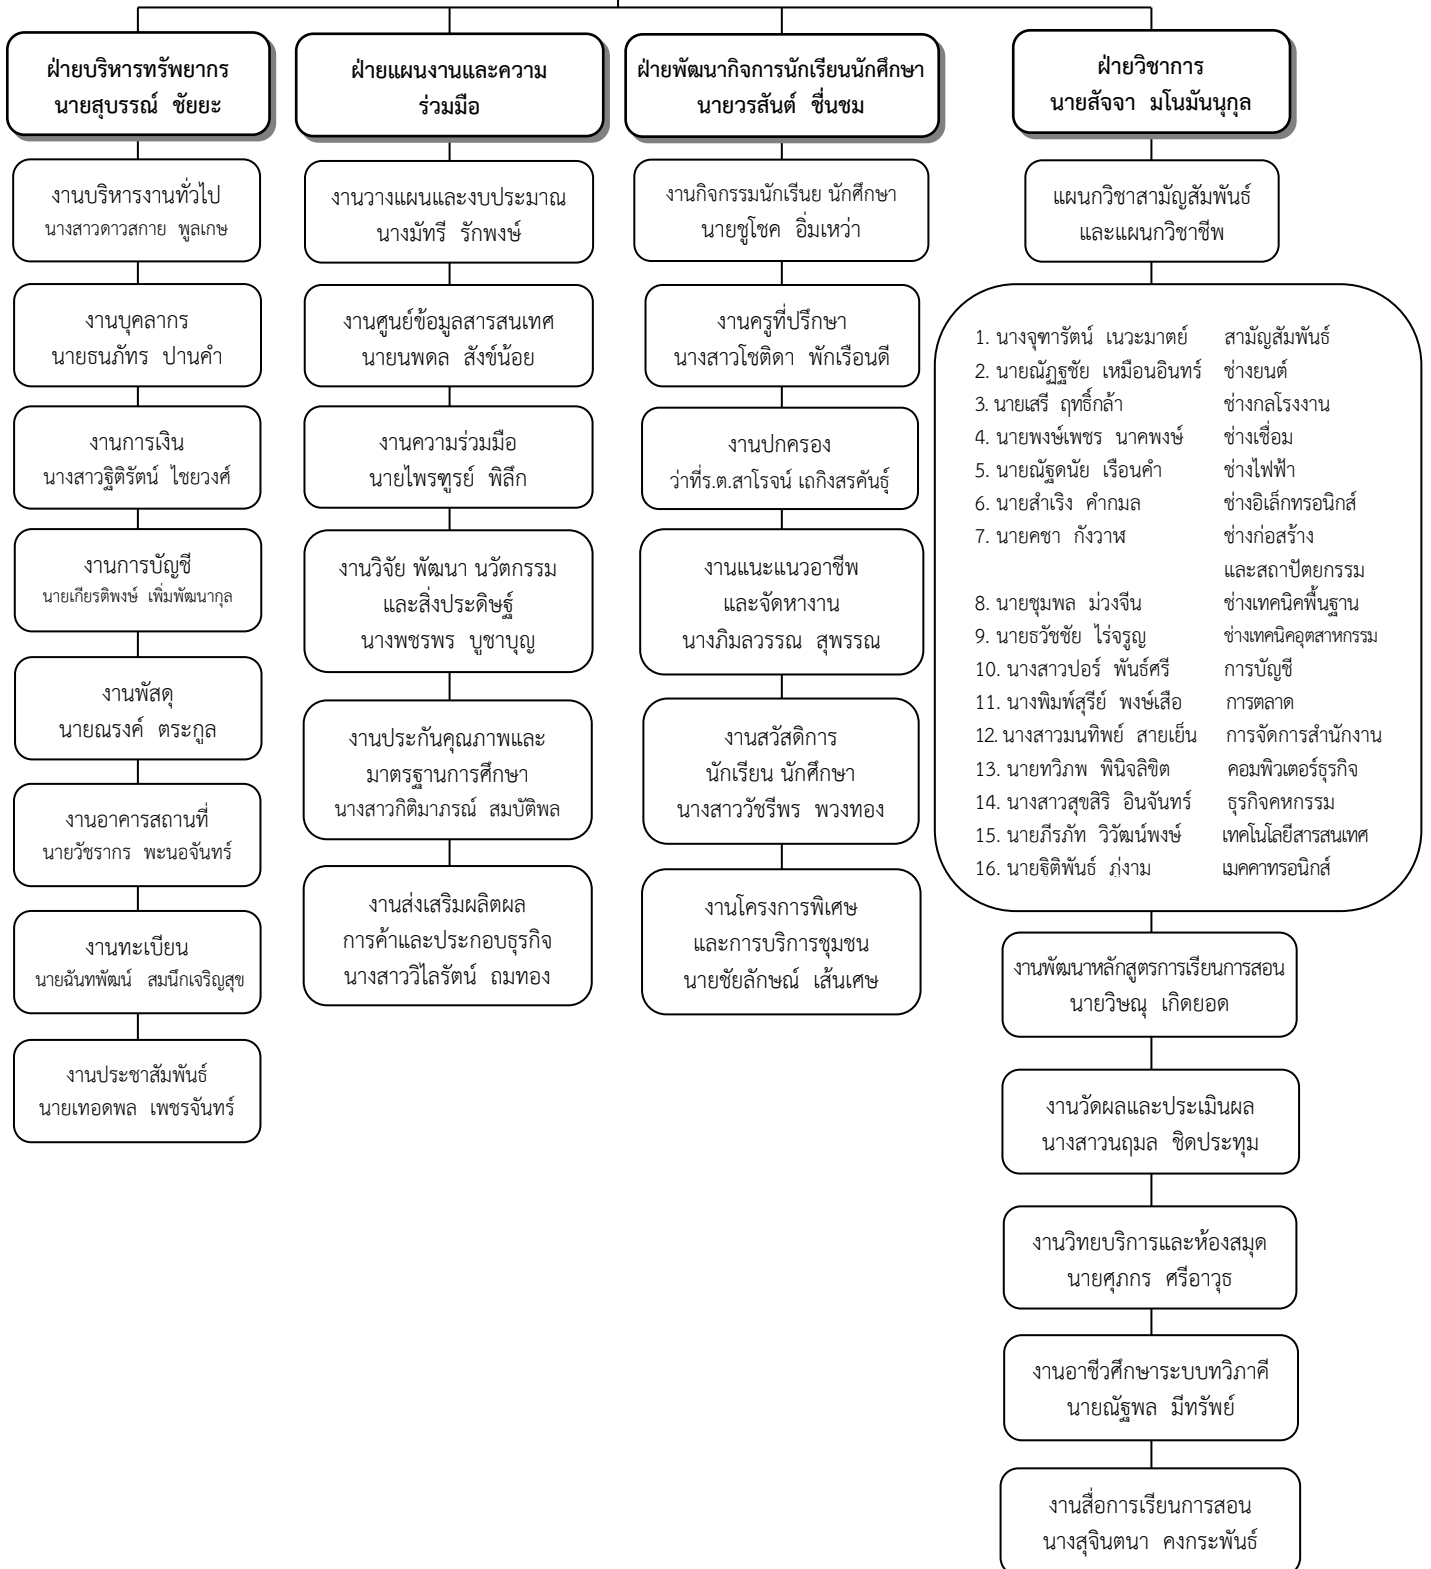 ฝ่ายบริหารทรัพยากร
นายสุบรรณ์ ชัยยะ
งานบริหารงานทั่วไป
นางสาวดาวสกาย พูลเกษ
งานบุคลากร
นายธนภัทร ปานคำ
งานการเงิน
นางสาวฐิติรัตน์ ไชยวงศ์
งานการบัญชี
นายเกียรติพงษ์ เพิ่มพัฒนากุล
งานพัสดุ
นายณรงค์ ตระกูล
งานอาคารสถานที่
นายวัชรากร พะนอจันทร์
งานทะเบียน
นายฉันทพัฒน์ สมนึกเจริญสุข
งานประชาสัมพันธ์
นายเทอดพล เพชรจันทร์
ฝ่ายแผนงานและความ
ร่วมมือ
งานวางแผนและงบประมาณ
นางมัทรี รักพงษ์
งานศูนย์ข้อมูลสารสนเทศ
นายนพดล สังข์น้อย
งานความร่วมมือ
นายไพรฑูรย์ พิลึก
งานวิจัย พัฒนา นวัตกรรม
และสิ่งประดิษฐ์
นางพชรพร บูชาบุญ
งานประกันคุณภาพและ
มาตรฐานการศึกษา
นางสาวกิติมาภรณ์ สมบัติพล
งานส่งเสริมผลิตผล
การค้าและประกอบธุรกิจ
นางสาววิไลรัตน์ ถมทอง
ฝ่ายพัฒนากิจการนักเรียนนักศึกษา
นายวรสันต์ ชื่นชม
งานกิจกรรมนักเรีนย นักศึกษา
นายชูโชค อิ่มเหว่า
งานครูที่ปรึกษา
นางสาวโชติดา พักเรือนดี
งานปกครอง
ว่าที่ร.ต.สาโรจน์ เถกิงสรคันธุ์
งานแนะแนวอาชีพ
และจัดหางาน
นางภิมลวรรณ สุพรรณ
งานสวัสดิการ
นักเรียน นักศึกษา
นางสาววัชรีพร พวงทอง
งานโครงการพิเศษ
และการบริการชุมชน
นายชัยลักษณ์ เส้นเศษ
ฝ่ายวิชาการ
นายสัจจา มโนมันนุกุล
แผนกวิชาสามัญสัมพันธ์
และแผนกวิชาชีพ
1. นางจุฑารัตน์ เนวะมาตย์ สามัญสัมพันธ์
2. นายณัฏฐชัย เหมือนอินทร์ ช่างยนต์
3. นายเสรี ฤทธิ์กล้า ช่างกลโรงงาน
4. นายพงษ์เพชร นาคพงษ์ ช่างเชื่อม
5. นายณัฐดนัย เรือนคำ ช่างไฟฟ้า
6. นายสำเริง คำกมล ช่างอิเล็กทรอนิกส์
7. นายคชา กังวาฬ ช่างก่อสร้าง
และสถาปัตยกรรม
8. นายชุมพล ม่วงจีน ช่างเทคนิคพื้นฐาน
9. นายธวัชชัย ไร่จรูญ ช่างเทคนิคอุตสาหกรรม
10. นางสาวปอร์ พันธ์ศรี การบัญชี
11. นางพิมพ์สุรีย์ พงษ์เสือ การตลาด
12. นางสาวมนทิพย์ สายเย็น การจัดการสำนักงาน
13. นายทวิภพ พินิจลิขิต คอมพิวเตอร์ธุรกิจ
14. นางสาวสุขสิริ อินจันทร์ ธุรกิจคหกรรม
15. นายภีรภัท วิวัฒน์พงษ์ เทคโนโลยีสารสนเทศ
16. นายจิติพันธ์ ภู่งาม เมคคาทรอนิกส์
งานพัฒนาหลักสูตรการเรียนการสอน
นายวิษณุ เกิดยอด
งานวัดผลและประเมินผล
นางสาวนฤมล ชิดประทุม
งานวิทยบริการและห้องสมุด
นายศุภกร ศรีอาวุธ
งานอาชีวศึกษาระบบทวิภาคี
นายณัฐพล มีทรัพย์
งานสื่อการเรียนการสอน
นางสุจินตนา คงกระพันธ์